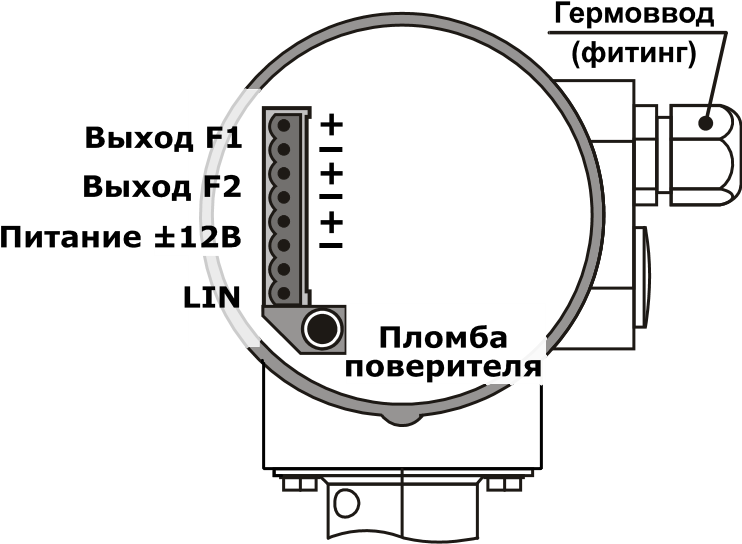 Гермоввод
(фитинг)
Выход F1
+
−
Выход F2
+
−
Питание ±12В
+
−
LIN
Пломба
поверителя